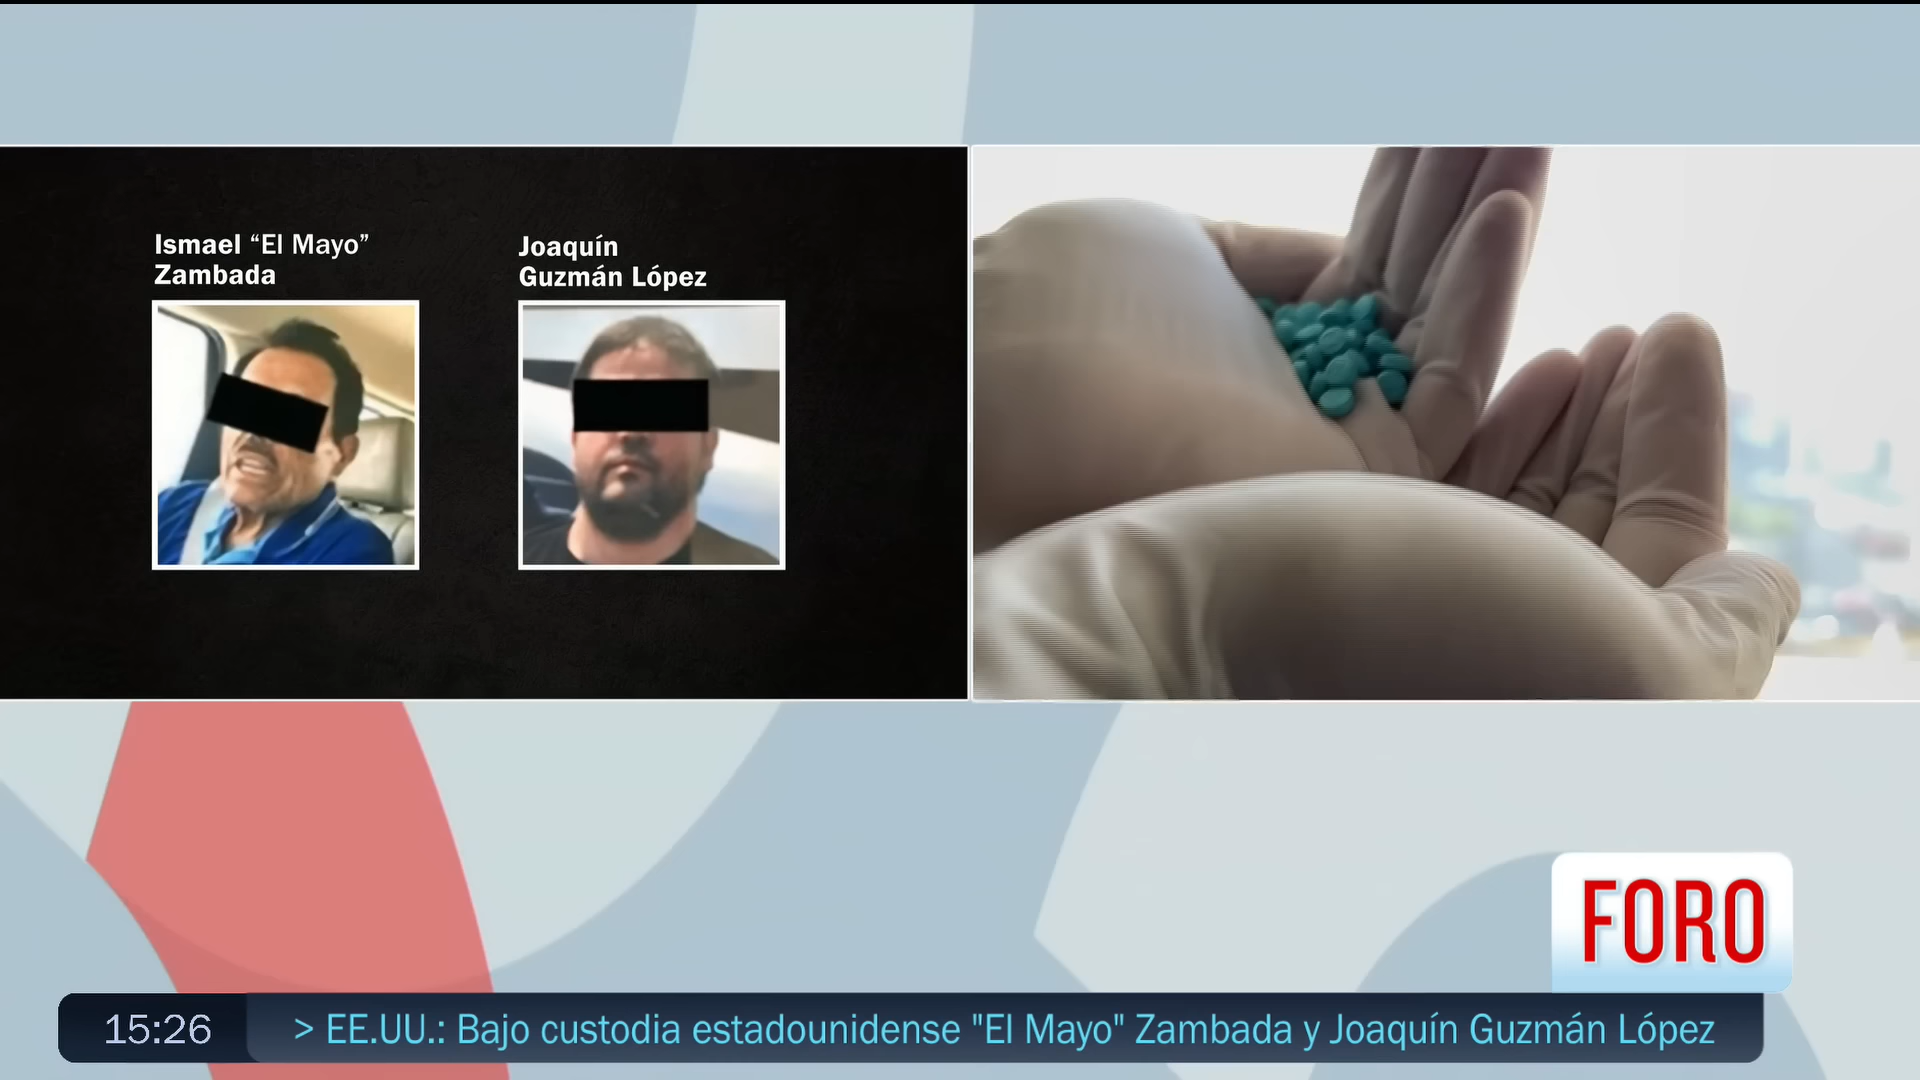 Ismael “El Mayo”
Zambada
Joaquín
Guzmán López
FORO
15:26
> EE.UU.: Bajo custodia estadounidense "El Mayo" Zambada y Joaquín Guzmán López